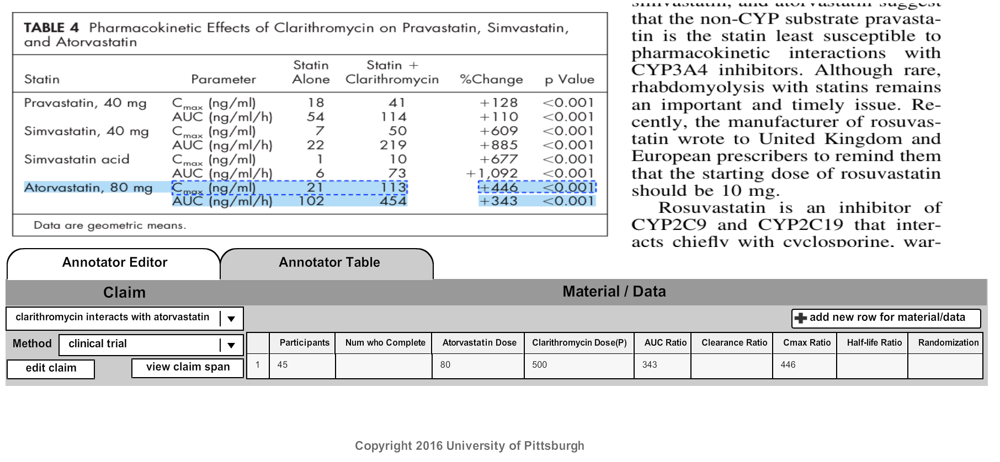 TABLE 4 Pharmacokinetic Effects of Clarithromycin on Pravastatin, Simvastatin,
and Atorvastatin
Statin Parameter Statin Alone Statin + Clarithromycin %Change p Value
Pravastatin, 40 mg Cmax (ng/ml) 18 41 +128 <0.001
AUC (ng/ml/h) 54 114 +110 <0.001
Simvastatin, 40 mg Cmax (ng/ml) 7 50 +609 <0.001
AUC (ng/ml/h) 22 219 +885 <0.001
Simvastatin acid Cmax (ng/ml) 1 10 +677 <0.001
AUC (ng/ml/h) 6 73 +1,092 <0.001
Atorvastatin, 80 mg Cmax (ng/ml) 21 113 +446 <0.001
AUC (ng/ml/h) 102 454 +343 <0.001
Data are geometric means.
simvastatin, and atorvastatin suggest
that the non-CYP substrate pravasta-
tin is the statin least susceptible to
pharmacokinetic interactions with
CYP3A4 inhibitors. Although rare,
rhabdomyolysis with statins remains
an important and timely issue. Re-
cently, the manufacturer of rosuvas-
tatin wrote to United Kingdom and
European prescribers to remind them
that the starting dose of rosuvastatin
should be 10 mg.
Rosuvastatin is an inhibitor of
CYP2C9 and CYP2C19 that inter-
acts chiefly with cyclosporine, war-
Annotator Editor Annotator Table
Claim Material / Data
clarithromycin interacts with atorvastatin
add new row for material/data
Method clinical trial
edit claim view claim span
Participants Num who Complete Atorvastatin Dose Clarithromycin Dose(P) AUC Ratio Clearance Ratio Cmax Ratio Half-life Ratio Randomization
1 45 80 500 343 446
Copyright 2016 University of Pittsburgh